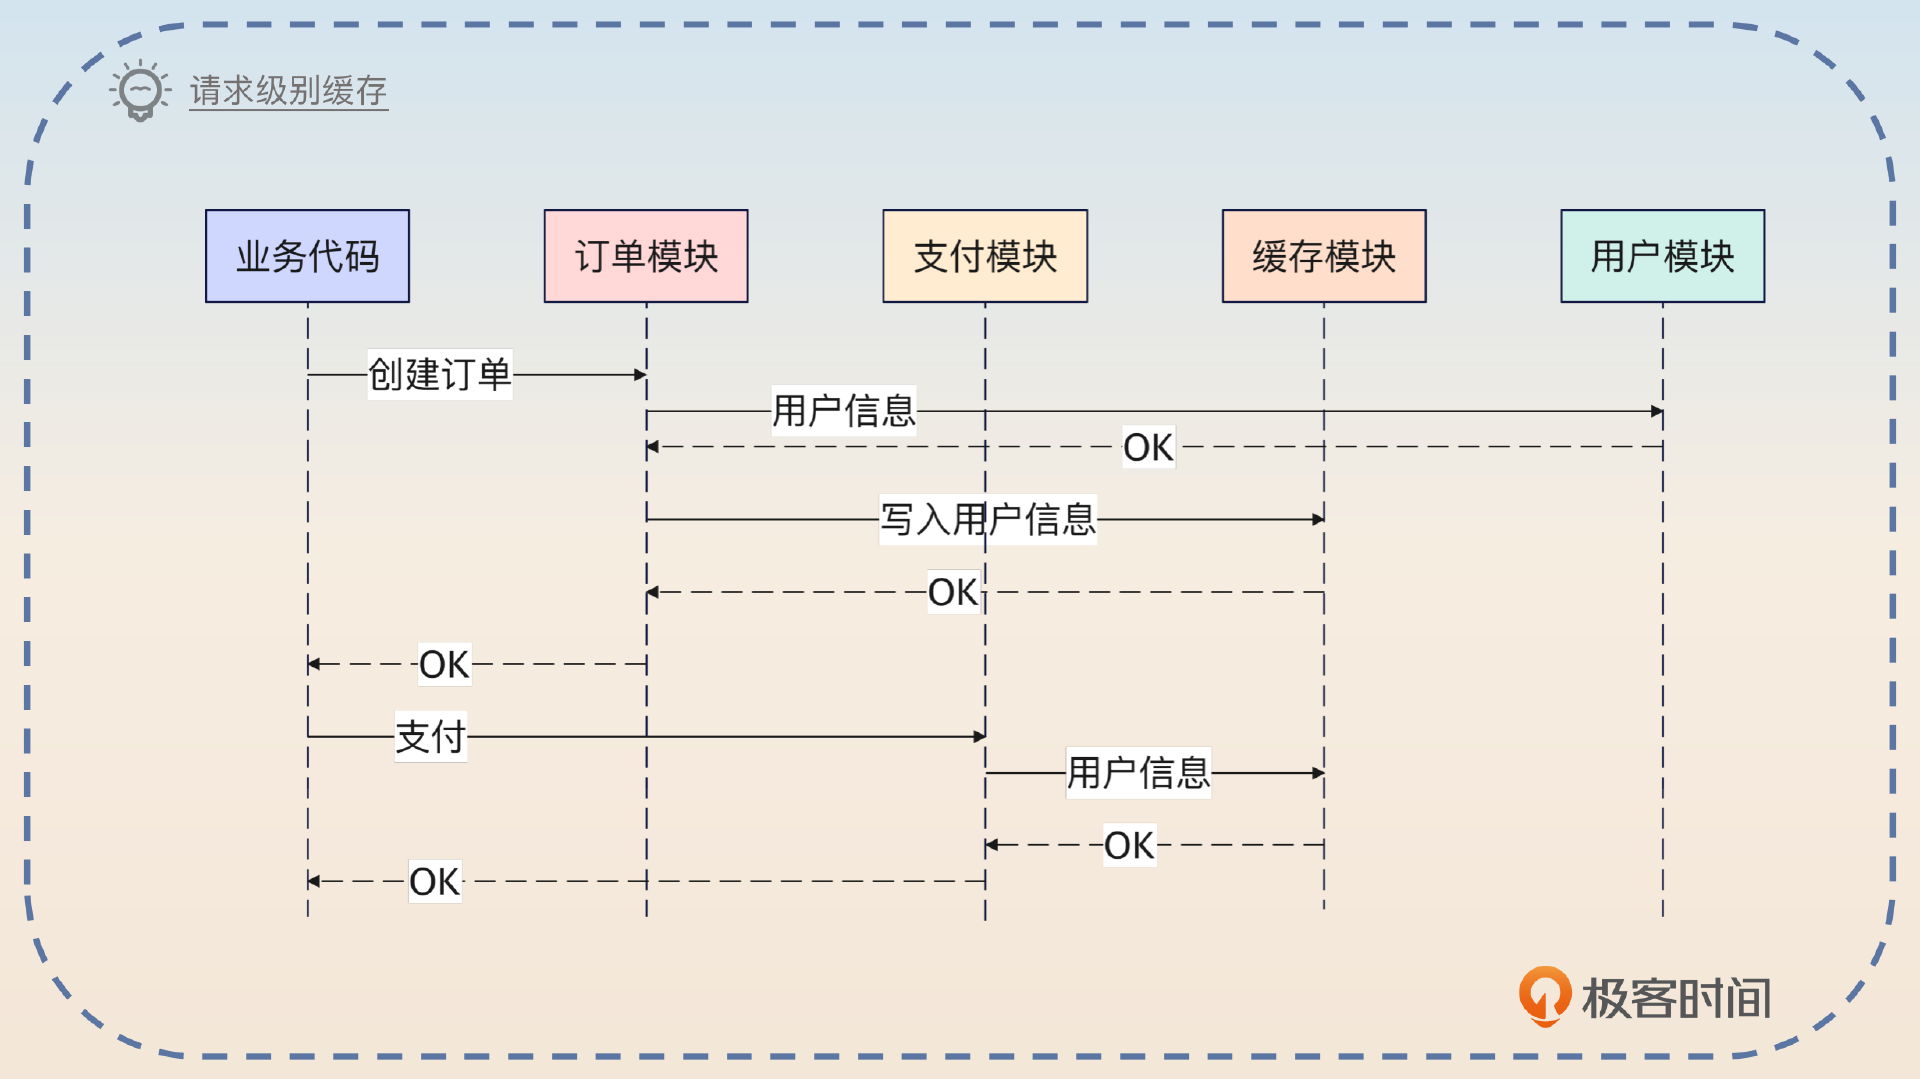 请求级别缓存
业务代码
订单模块
支付模块
缓存模块
用户模块
创建订单
用户信息
OK
写入用户信息
OK
OK
支付
用户信息
OK
OK
极客时间